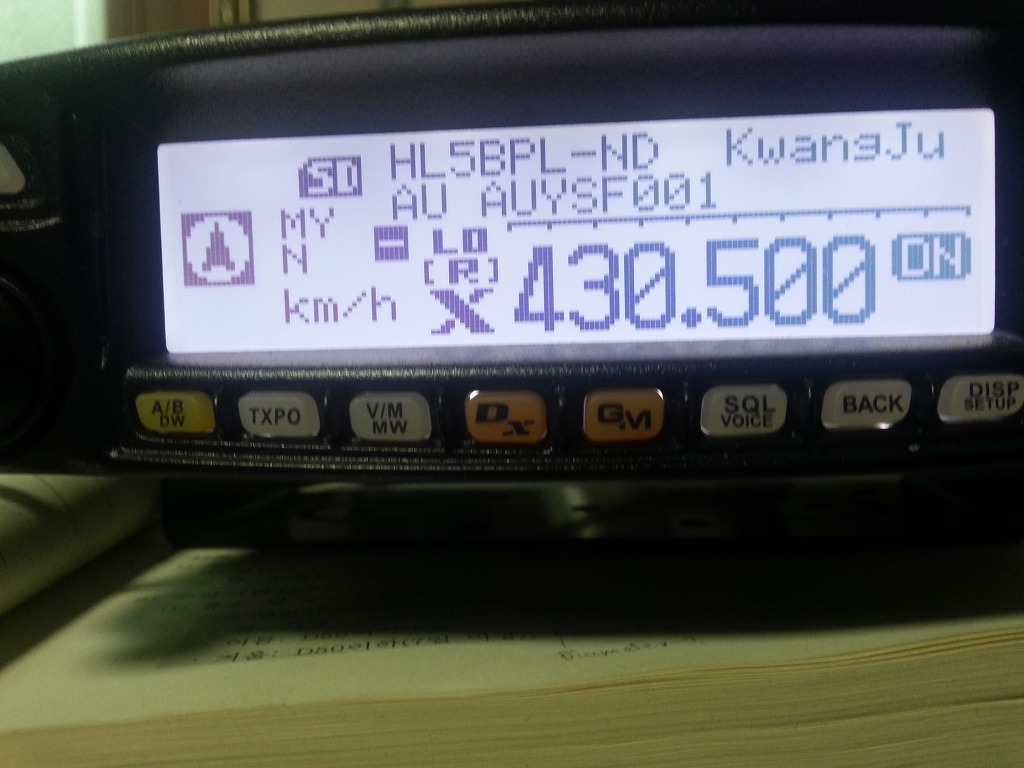 SD HL5BPL-ND KwangJu
AU AUYSF001
MY
N
LO
[R]
km/h
X 430.500 DN
A/B DW
TXPO
V/M MW
DX
GM
SQL VOICE
BACK
DISP SETUP
Diameter